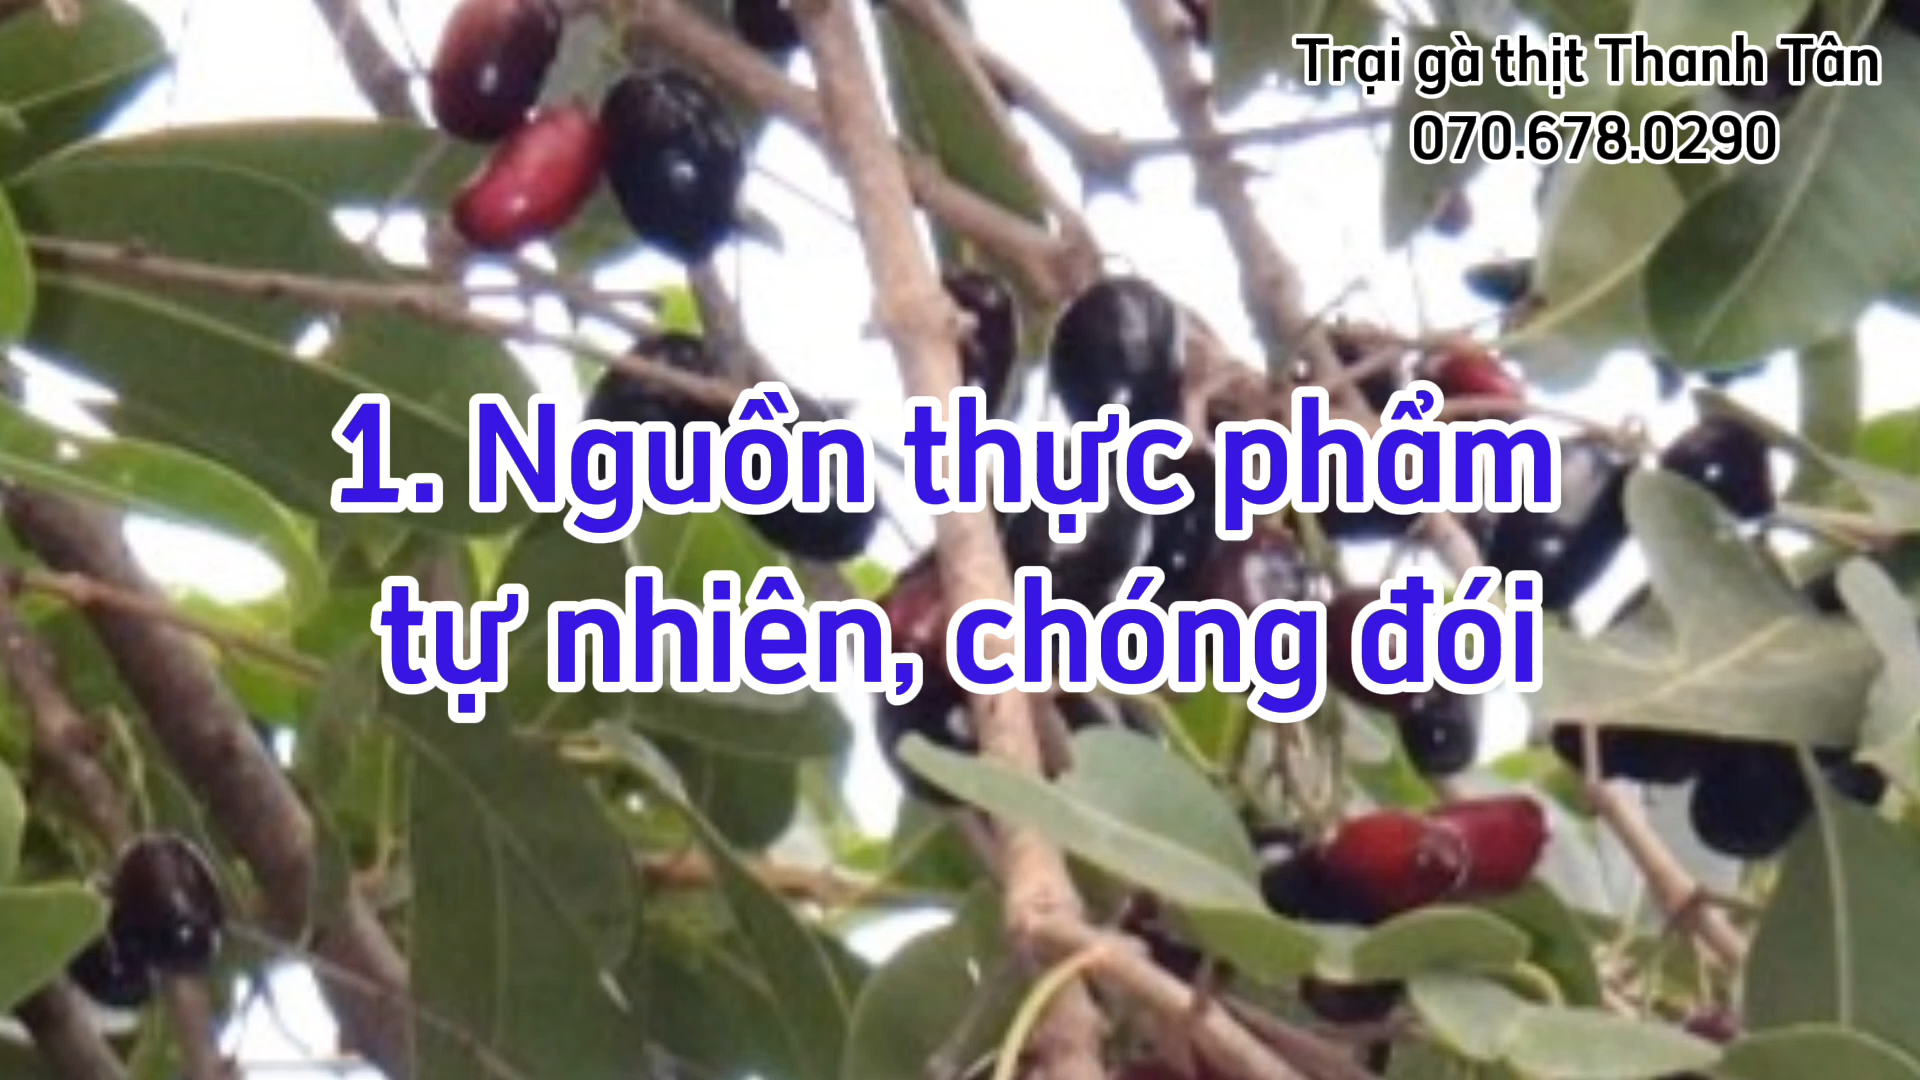 Trại gà thịt Thanh Tân
070.678.0290
1. Nguồn thực phẩm
tự nhiên, chóng đói